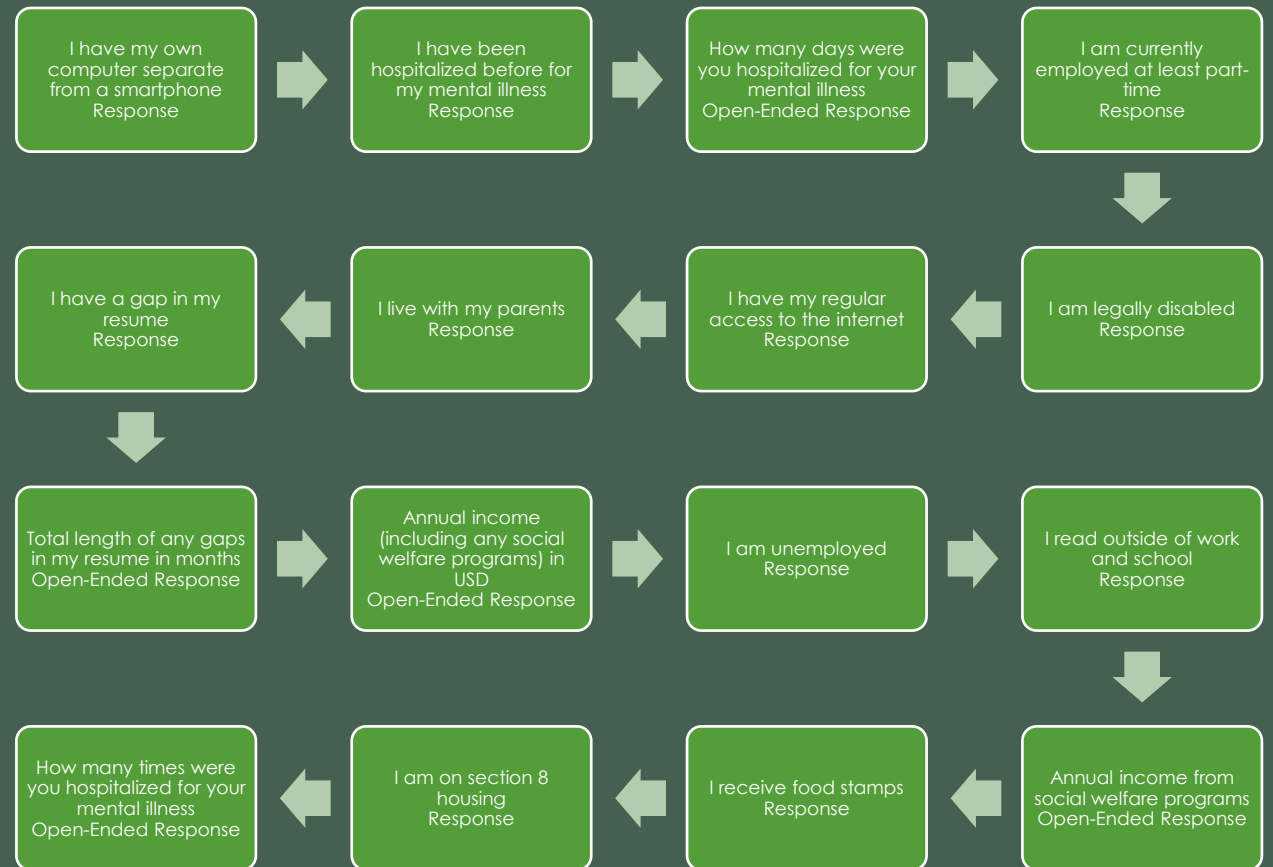 I have my own
computer separate
from a smartphone
Response
I have been
hospitalized before for
my mental illness
Response
How many days were
you hospitalized for your
mental illness
Open-Ended Response
I am currently
employed at least part-
time
Response
I am legally disabled
Response
I have my regular
access to the internet
Response
I live with my parents
Response
I have a gap in my
resume
Response
Total length of any gaps
in my resume in months
Open-Ended Response
Annual income
(including any social
welfare programs) in
USD
Open-Ended Response
I am unemployed
Response
I read outside of work
and school
Response
Annual income from
social welfare programs
Open-Ended Response
I receive food stamps
Response
I am on section 8
housing
Response
How many times were
you hospitalized for your
mental illness
Open-Ended Response